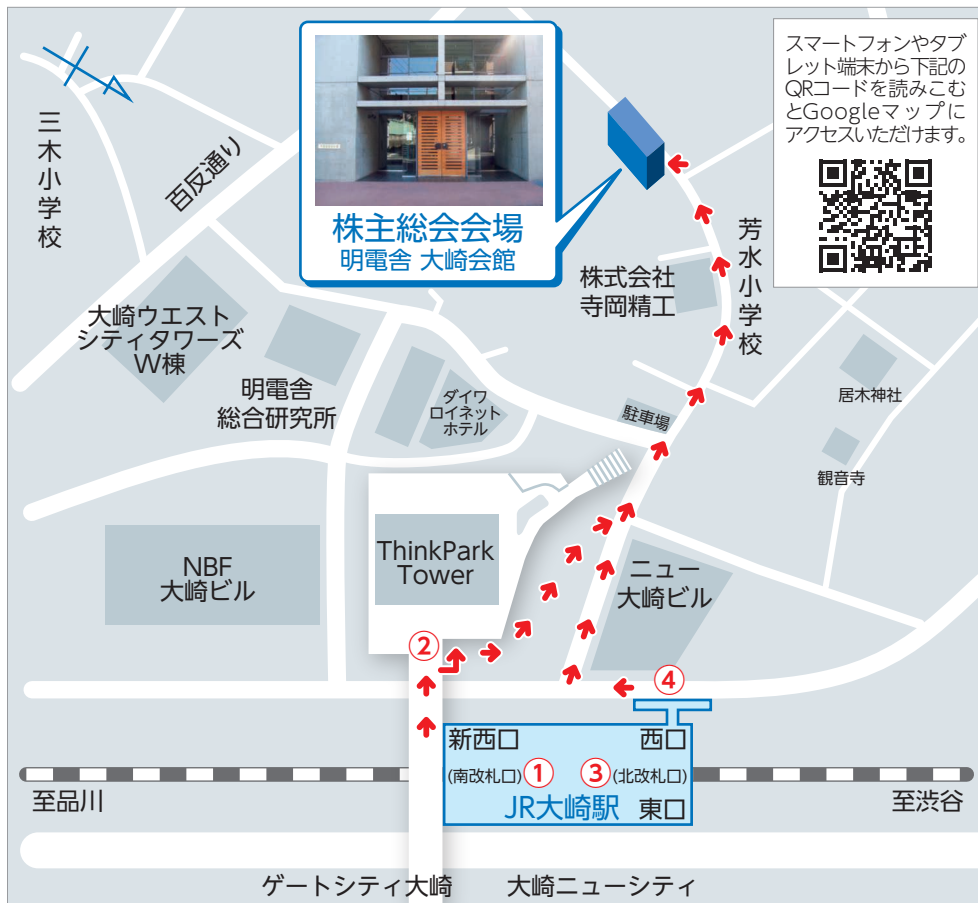 スマートフォンやタブ
レット端末から下記の
QRコードを読みこむ
とGoogleマップに
アクセスいただけます。
三木小学校
百反通り
株主総会会場
明電舎 大崎会館
株式会社
寺岡精工
芳水小学校
大崎ウエスト
シティタワーズ
W棟
明電舎
総合研究所
ダイワ
ロイネット
ホテル
駐車場
居木神社
観音寺
ThinkPark
Tower
NBF
大崎ビル
ニュー
大崎ビル
②
④
新西口
西口
(南改札口)①
③(北改札口)
JR大崎駅
東口
至品川
至渋谷
ゲートシティ大崎
大崎ニューシティ